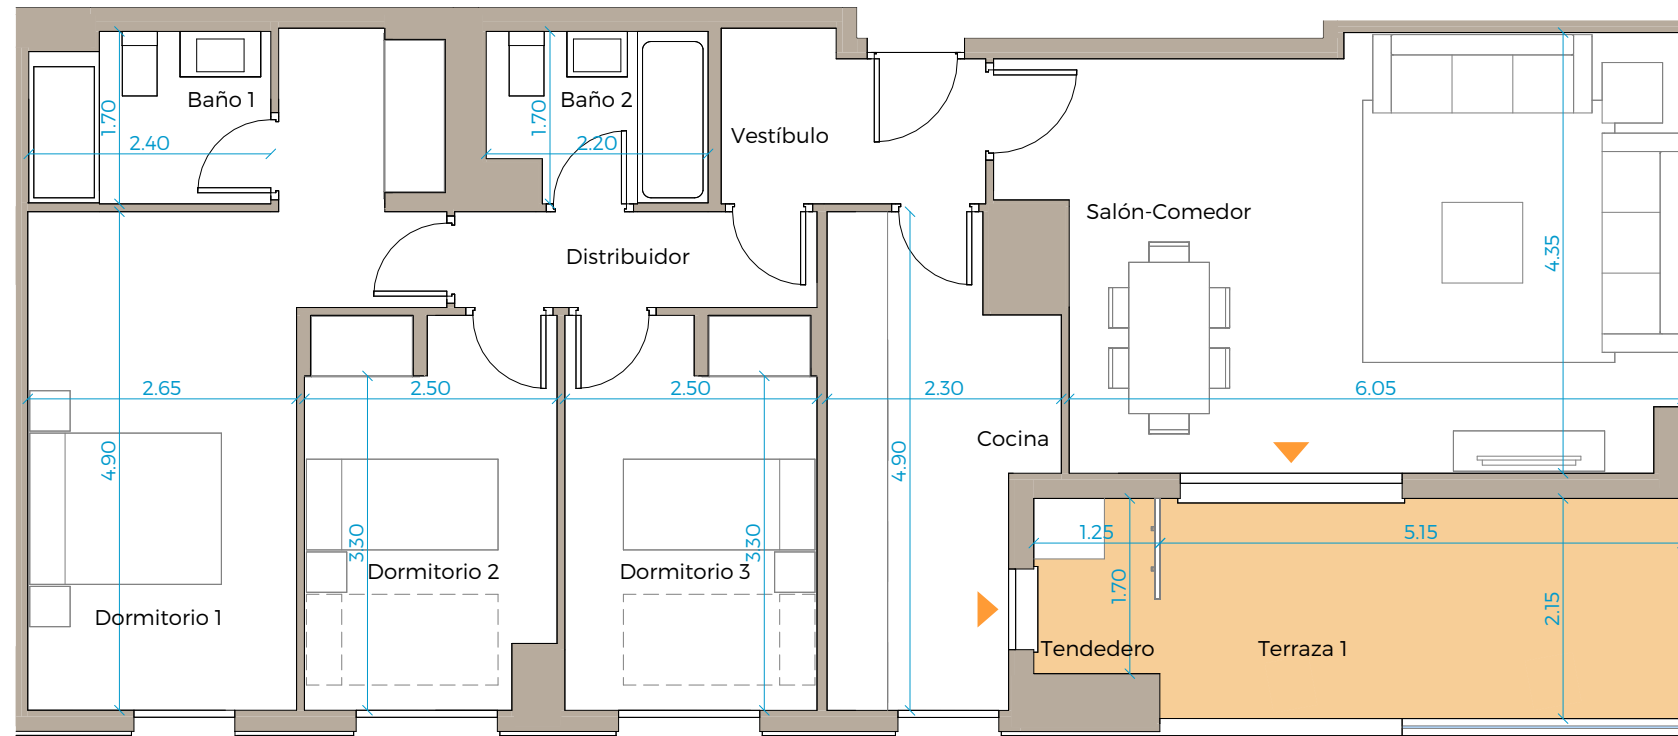 Baño 1
1.70
2.40
Baño 2
1.70
2.20
Vestíbulo
Salón-Comedor
4.35
Distribuidor
2.65
2.50
2.50
2.30
6.05
Cocina
4.90
3.30
3.30
4.90
1.25
5.15
Dormitorio 1
Dormitorio 2
Dormitorio 3
1.70
2.15
Tendedero
Terraza 1